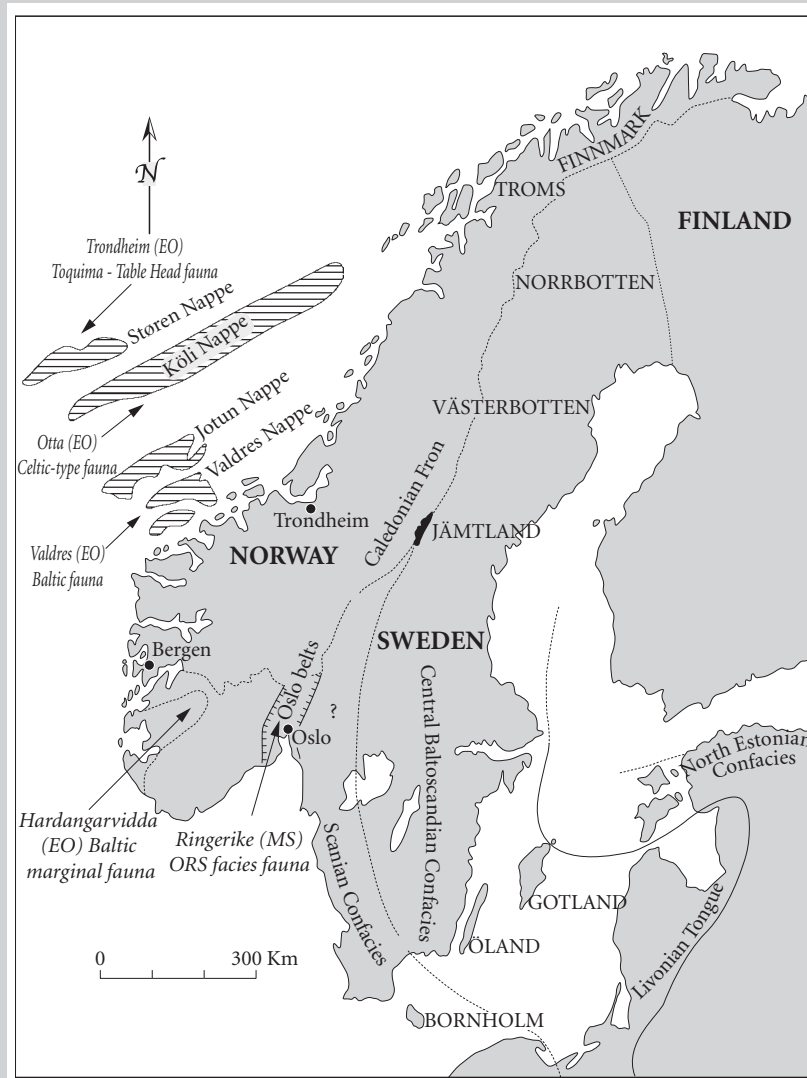 FINNMARK
TROMS
FINLAND
N
Trondheim (EO)
Toquima - Table Head fauna
NORRBOTTEN
Støren Nappe
Köli Nappe
Jotun Nappe
VÄSTERBOTTEN
Valdres Nappe
Otta (EO)
Celtic-type fauna
Caledonian Fron
Trondheim
JÄMTLAND
Valdres (EO)
Baltic fauna
NORWAY
SWEDEN
Bergen
Oslo belts
?
Oslo
Central Baltoscandian Confacies
North Estonian
Confacies
Hardangarvidda
(EO) Baltic
marginal fauna
Ringerike (MS)
ORS facies fauna
Scanian Confacies
GOTLAND
Livonian Tongue
ÖLAND
0 300 Km
BORNHOLM